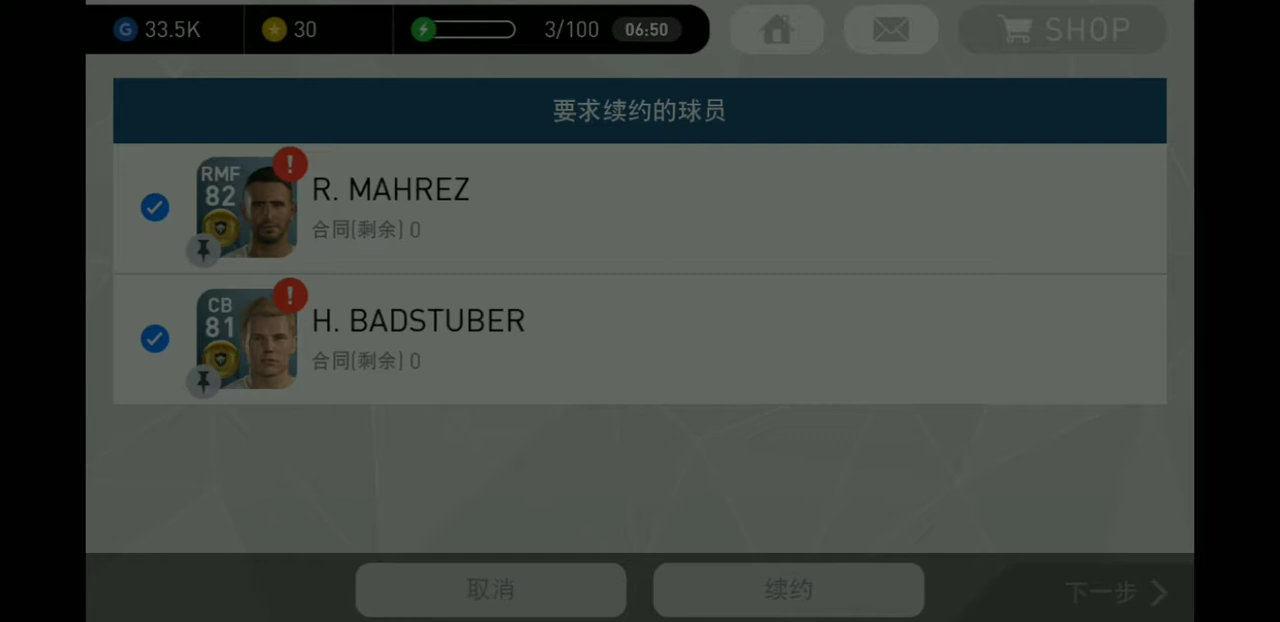 G 33.5K 30 3/100 06:50 SHOP
要求续约的球员
RMF
82
R. MAHREZ
合同(剩余) 0
CB
81
H. BADSTUBER
合同(剩余) 0
取消 续约 下一步